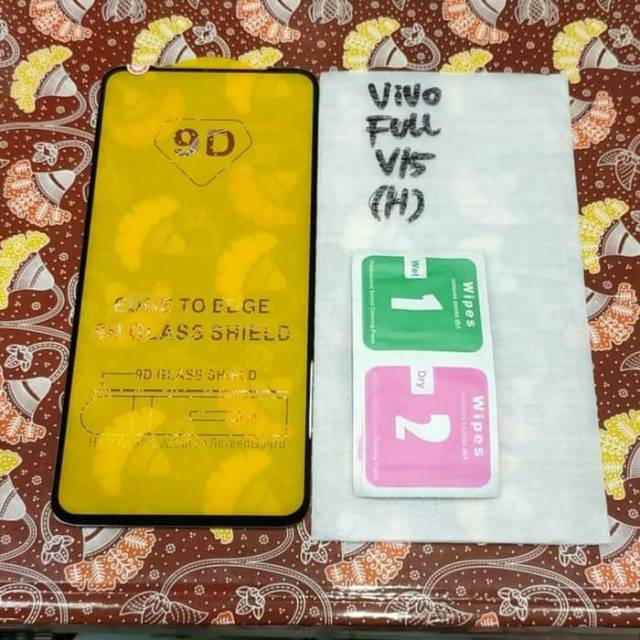 9D
EDGE TO EDGE
9H GLASS SHIELD
9D GLASS SHIELD
ScreenGuard
ViVO
FULL
V15
(H)
Wet
1
Wipes
Dry
2
Wipes